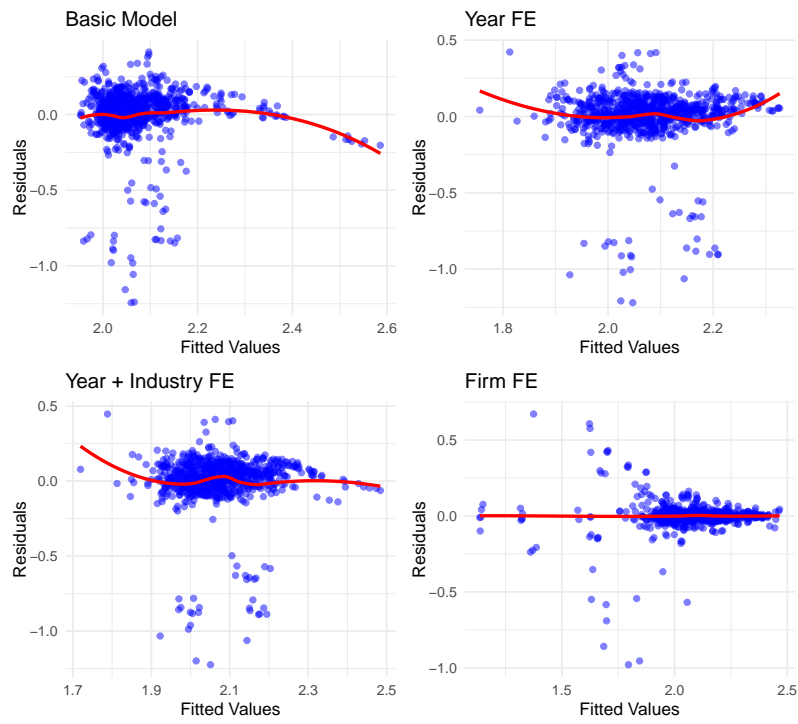 Basic Model
Residuals
0.0
−0.5
−1.0
2.0 2.2 2.4 2.6
Fitted Values
Year FE
Residuals
0.5
0.0
−0.5
−1.0
1.8 2.0 2.2
Fitted Values
Year + Industry FE
Residuals
0.5
0.0
−0.5
−1.0
1.7 1.9 2.1 2.3 2.5
Fitted Values
Firm FE
Residuals
0.5
0.0
−0.5
−1.0
1.5 2.0 2.5
Fitted Values